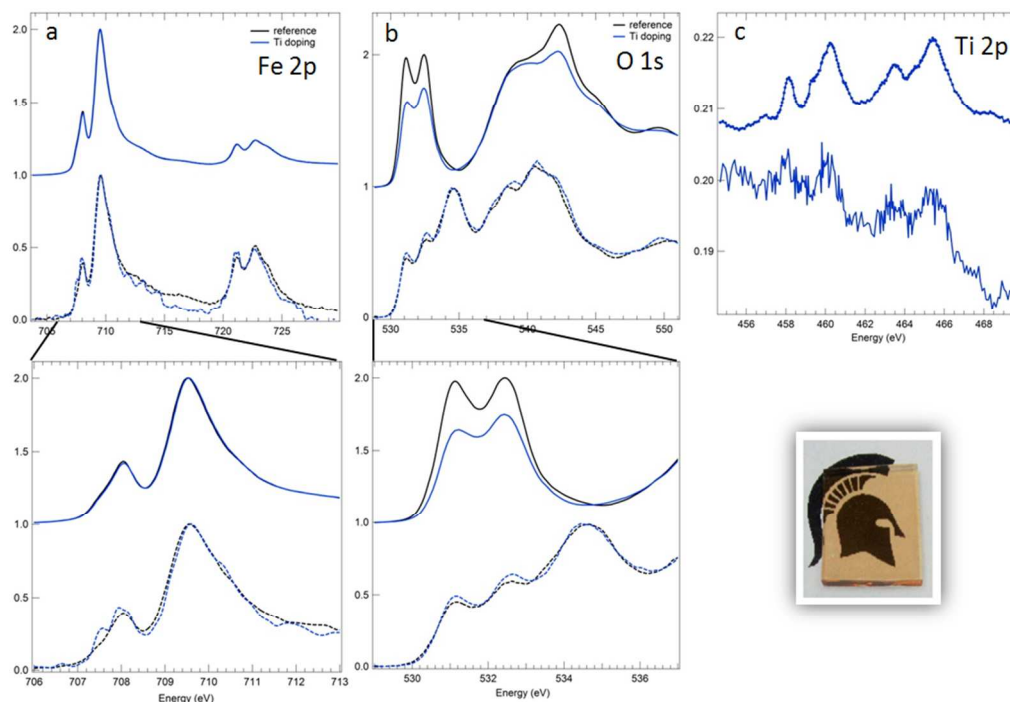 a
reference
Ti doping
Fe 2p
2.0
1.5
1.0
0.5
0.0
705 710 715 720 725
b
reference
Ti doping
O 1s
2
1
0
530 535 540 545 550
c
Ti 2p
0.22
0.21
0.20
0.19
456 458 460 462 464 466 468
Energy (eV)
2.0
1.5
1.0
0.5
0.0
706 707 708 709 710 711 712 713
Energy (eV)
2.0
1.5
1.0
0.5
0.0
530 532 534 536
Energy (eV)